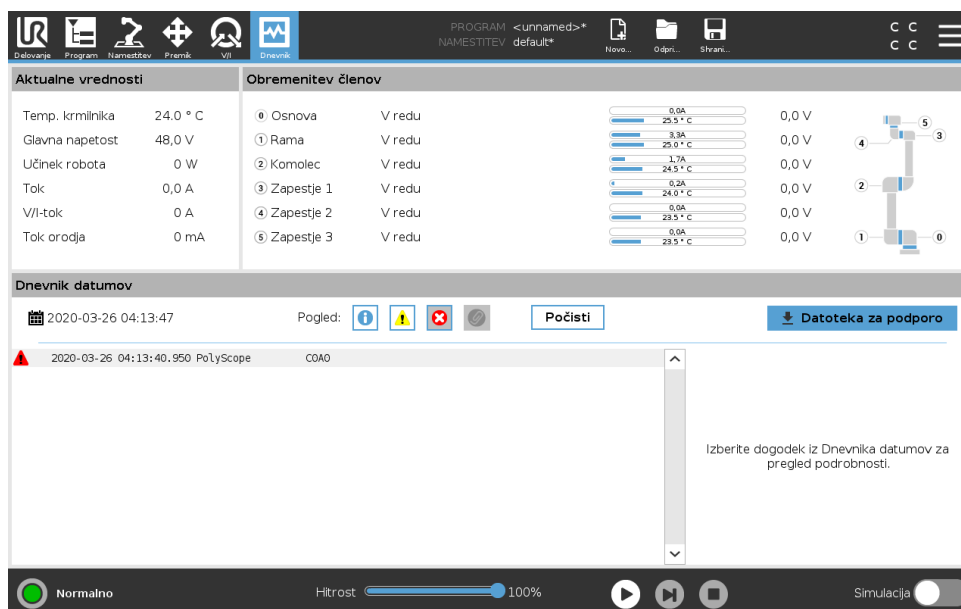 PROGRAM <unnamed>*
NAMESTITEV default*
C C
C C
Delovanje Program Namestitev Premik V/I Dnevnik Novo... Odpri... Shrani...
Aktualne vrednosti
Temp. krmilnika 24.0 ° C
Glavna napetost 48,0 V
Učinek robota 0 W
Tok 0,0 A
V/I-tok 0 A
Tok orodja 0 mA
Obremenitev členov
0 Osnova V redu 0,0A 25.5 ° C 0,0 V
1 Rama V redu 3,3A 25.0 ° C 0,0 V
2 Komolec V redu 1,7A 24.5 ° C 0,0 V
3 Zapestje 1 V redu 0,2A 24.0 ° C 0,0 V
4 Zapestje 2 V redu 0,0A 23.5 ° C 0,0 V
5 Zapestje 3 V redu 0,0A 23.5 ° C 0,0 V
5
4 3
2
1 0
Dnevnik datumov
2020-03-26 04:13:47 Pogled: Počisti Datoteka za podporo
2020-03-26 04:13:40.950 PolyScope C0A0
Izberite dogodek iz Dnevnika datumov za
pregled podrobnosti.
Normalno Hitrost 100% Simulacija